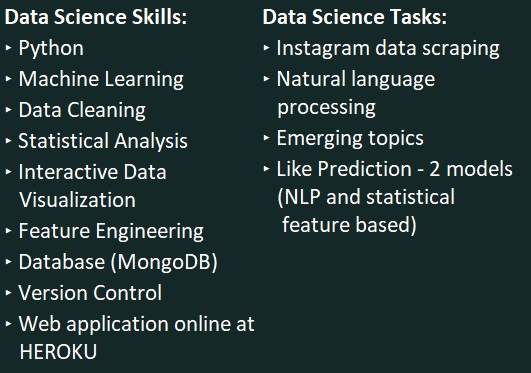 Data Science Skills:
‣ Python
‣ Machine Learning
‣ Data Cleaning
‣ Statistical Analysis
‣ Interactive Data
Visualization
‣ Feature Engineering
‣ Database (MongoDB)
‣ Version Control
‣ Web application online at
HEROKU
Data Science Tasks:
‣ Instagram data scraping
‣ Natural language
processing
‣ Emerging topics
‣ Like Prediction - 2 models
(NLP and statistical
feature based)